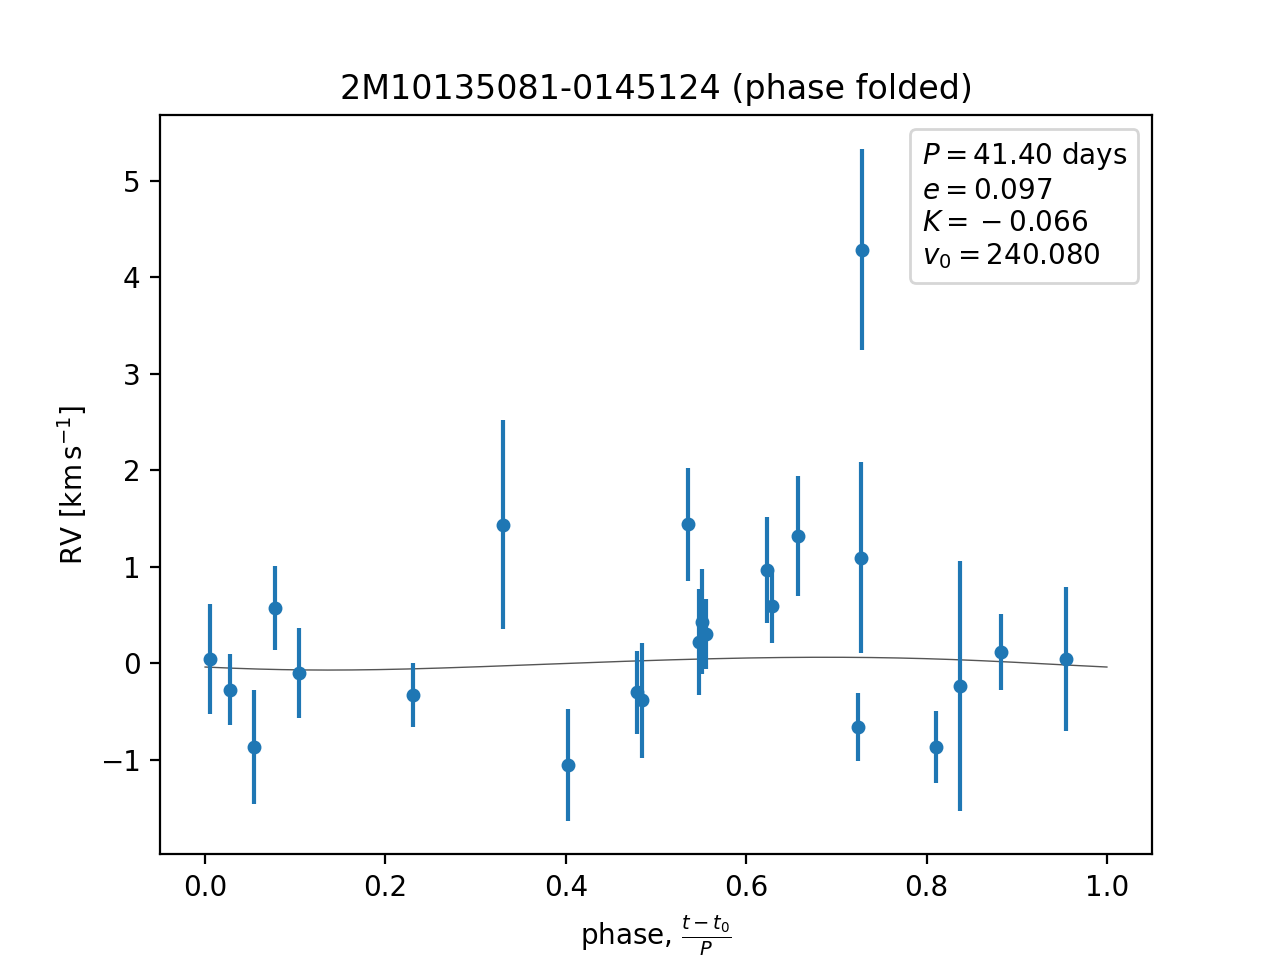 2M10135081-0145124 (phase folded)
P = 41.40 days
e = 0.097
K = −0.066
v₀ = 240.080
5
4
3
2
1
0
−1
RV [km s⁻¹]
0.0 0.2 0.4 0.6 0.8 1.0
phase, (t − t₀)/P